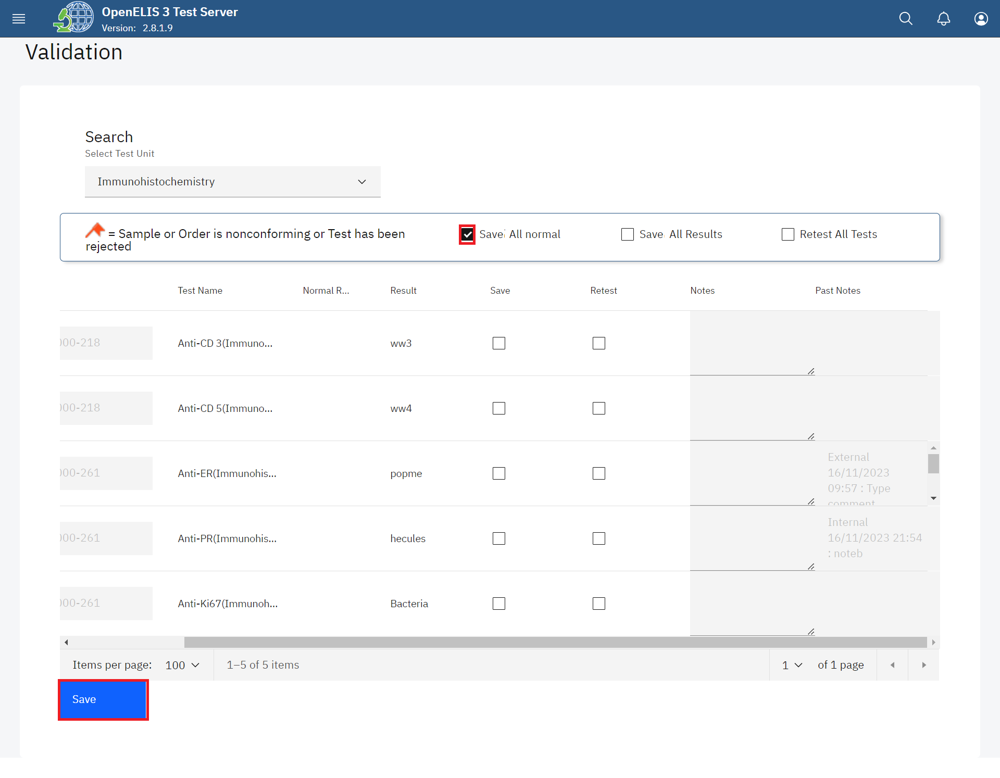 OpenELIS 3 Test Server
Version: 2.8.1.9
Validation
Search
Select Test Unit
Immunohistochemistry
= Sample or Order is nonconforming or Test has been
rejected
Save All normal
Save All Results
Retest All Tests
Test Name Normal R... Result Save Retest Notes Past Notes
00-218 Anti-CD 3(Immuno... ww3
00-218 Anti-CD 5(Immuno... ww4
00-261 Anti-ER(Immunohis... popme
External
16/11/2023
09:57 : Type
comment
00-261 Anti-PR(Immunohis... hecules
Internal
16/11/2023 21:54
: noteb
00-261 Anti-Ki67(Immunoh... Bacteria
Items per page: 100 1–5 of 5 items 1 of 1 page
Save